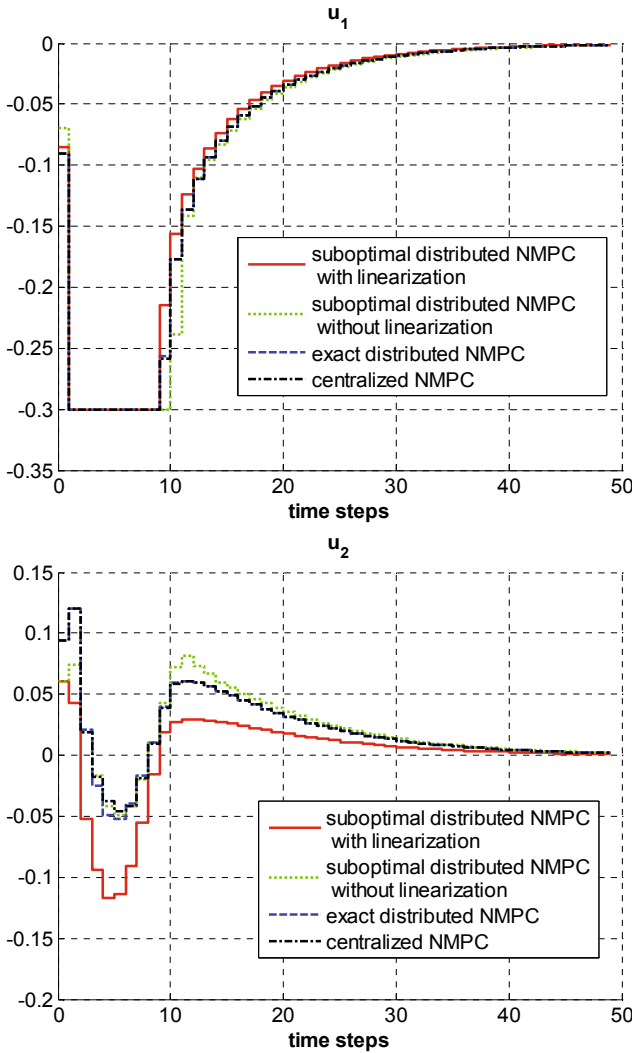 u1
0
-0.05
-0.1
-0.15
-0.2
-0.25
-0.3
-0.35
suboptimal distributed NMPC
with linearization
suboptimal distributed NMPC
without linearization
exact distributed NMPC
centralized NMPC
0 10 20 30 40 50
time steps
u2
0.15
0.1
0.05
0
-0.05
-0.1
-0.15
-0.2
suboptimal distributed NMPC
with linearization
suboptimal distributed NMPC
without linearization
exact distributed NMPC
centralized NMPC
0 10 20 30 40 50
time steps